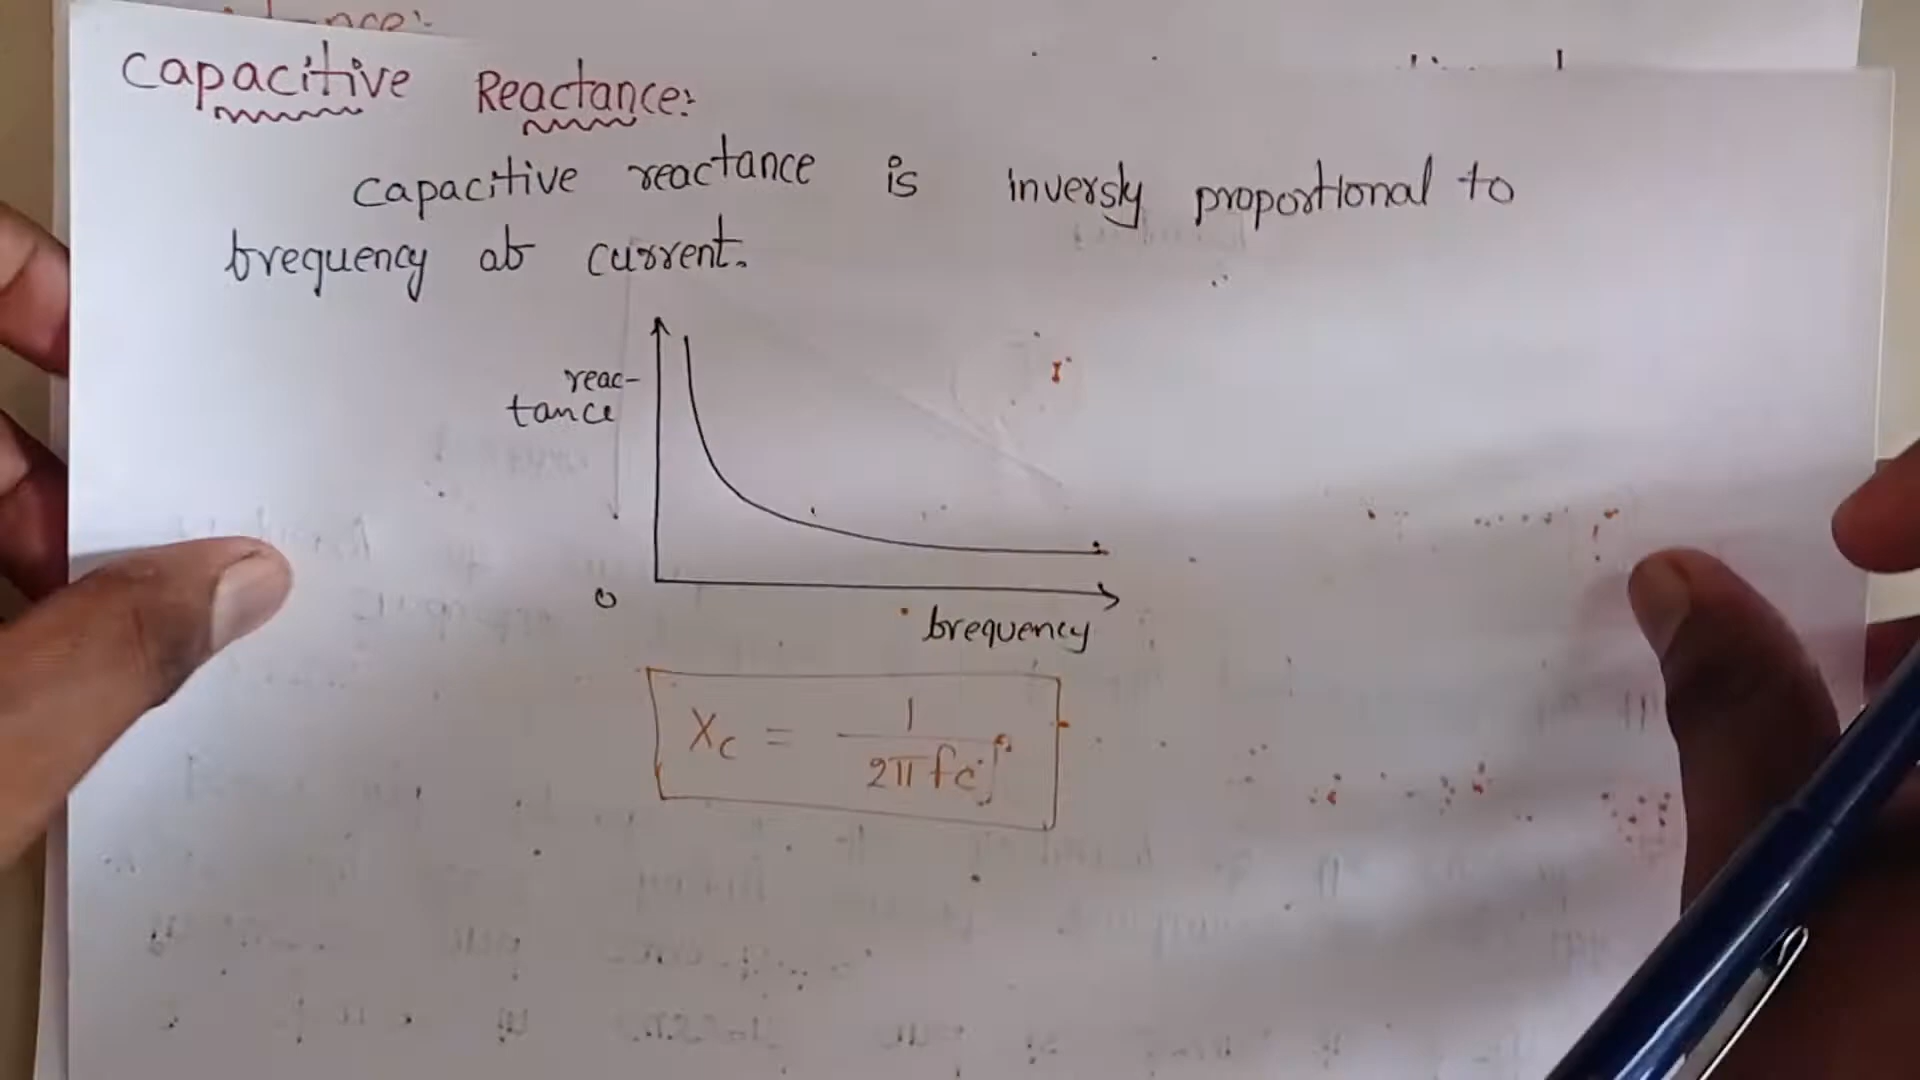 Capacitive Reactance:
Capacitive reactance is inversly proportional to
frequency of current.
reac-
tance
0
frequency
Xc = 1 / 2πfc